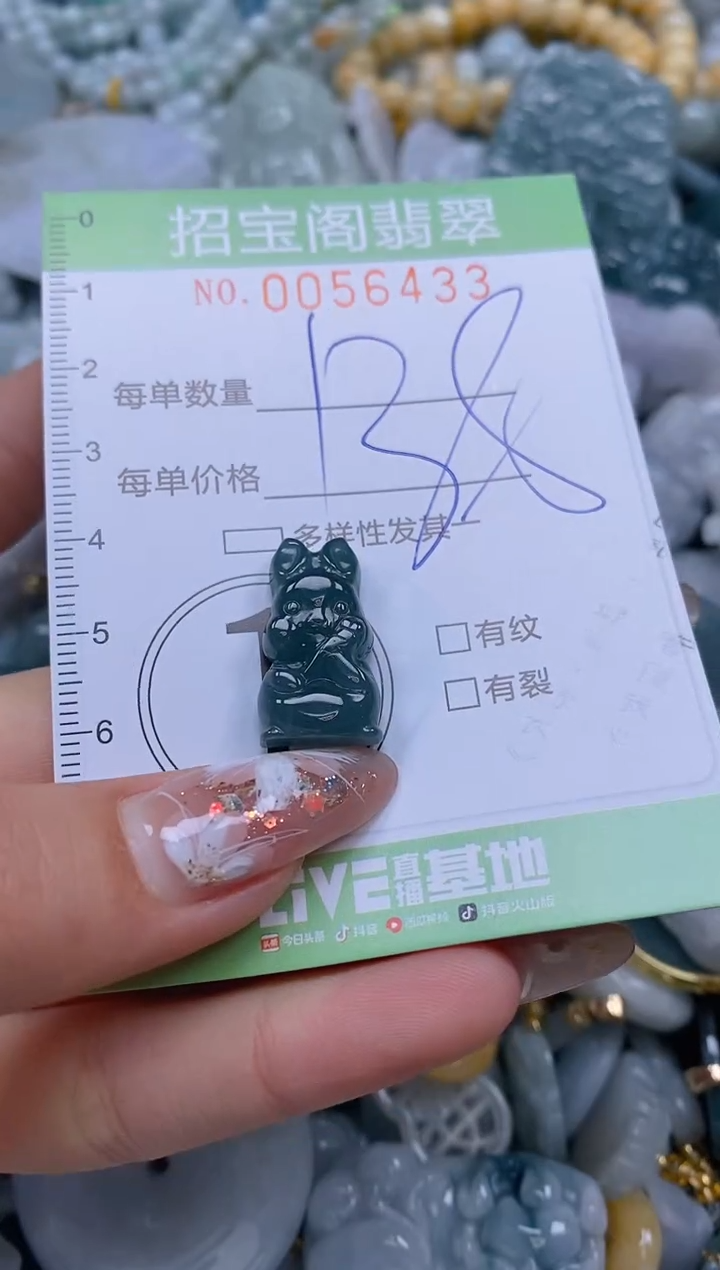 0
招宝阁翡翠
1
NO.0056433
2
每单数量
3
每单价格
4
多样性发其一
5
有纹
有裂
6
LIVE直播基地
今日头条 抖音 抖音火山版